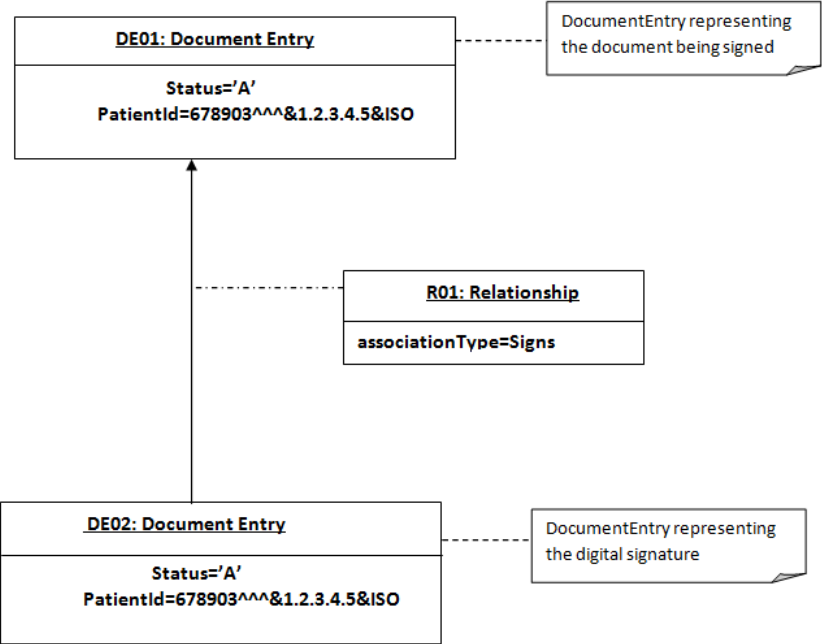 DE01: Document Entry
Status=’A’
PatientId=678903^^^&1.2.3.4.5&ISO
DocumentEntry representing
the document being signed
R01: Relationship
associationType=Signs
DE02: Document Entry
Status=’A’
PatientId=678903^^^&1.2.3.4.5&ISO
DocumentEntry representing
the digital signature